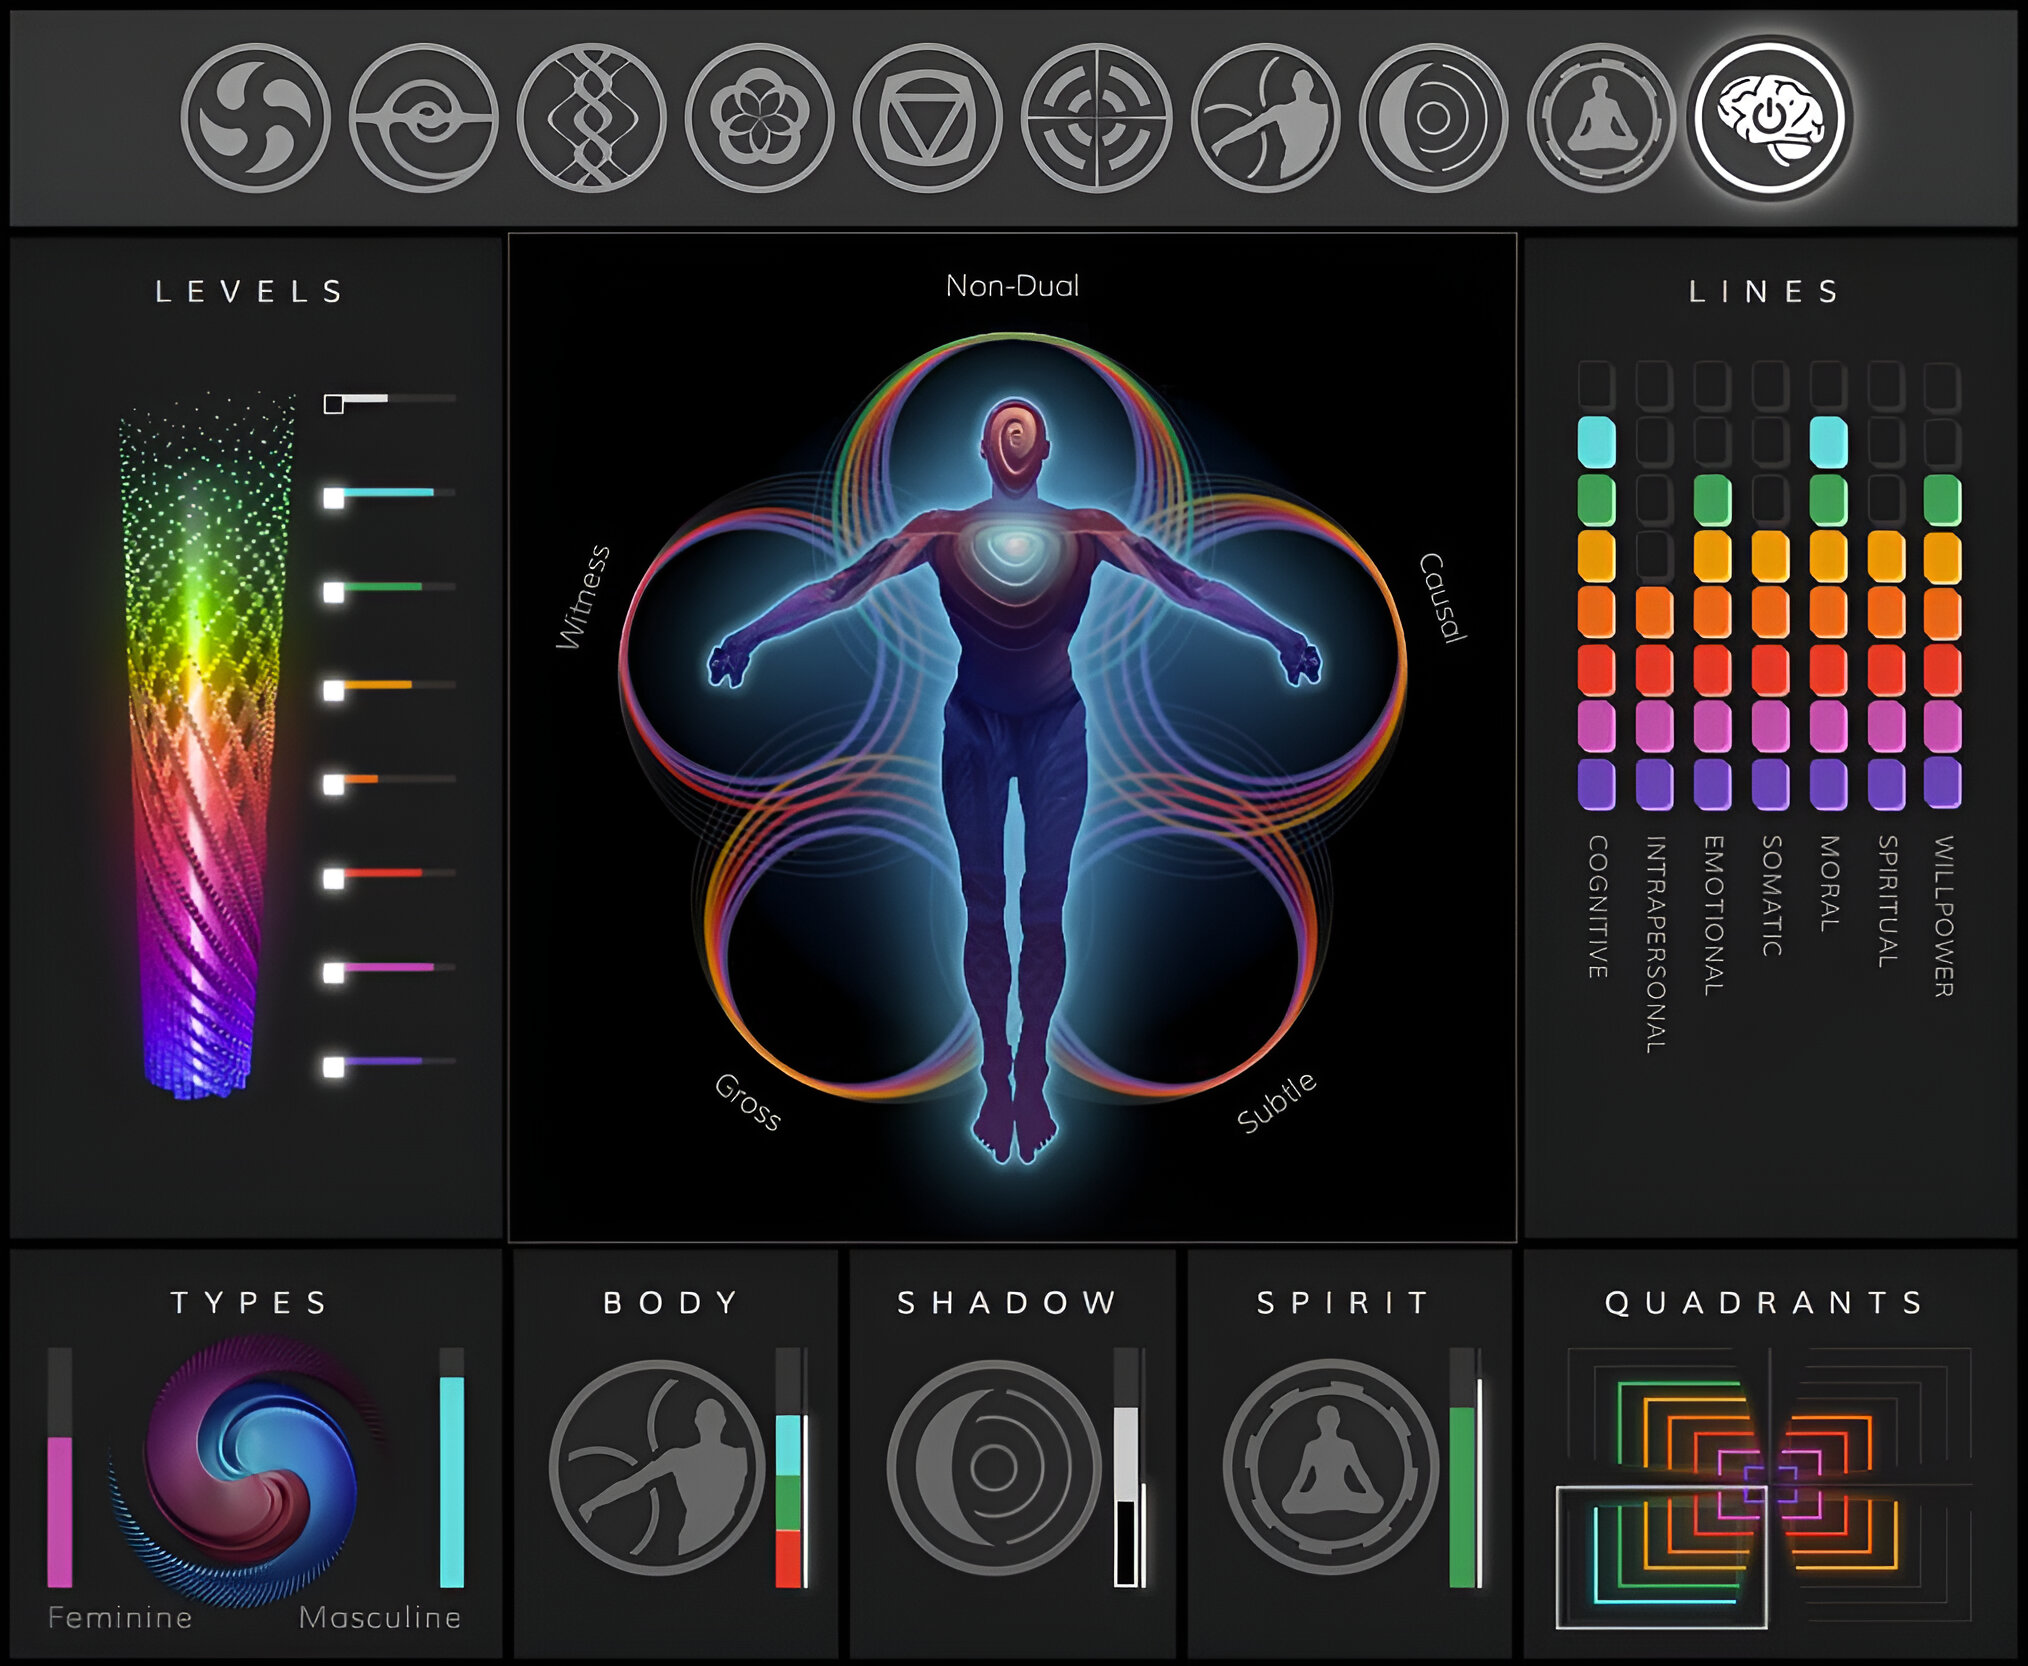 LEVELS
Non-Dual
Witness
Causal
Gross
Subtle
LINES
COGNITIVE
INTRAPERSONAL
EMOTIONAL
SOMATIC
MORAL
SPIRITUAL
WILLPOWER
TYPES
Feminine
Masculine
BODY
SHADOW
SPIRIT
QUADRANTS